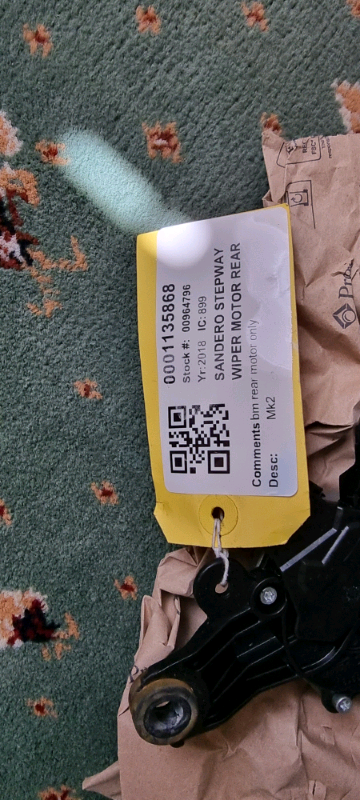 0001135868
Stock #: 00964796
Yr: 2018 IC: 899
SANDERO STEPWAY
WIPER MOTOR REAR
Comments bin rear motor only
Desc: Mk2